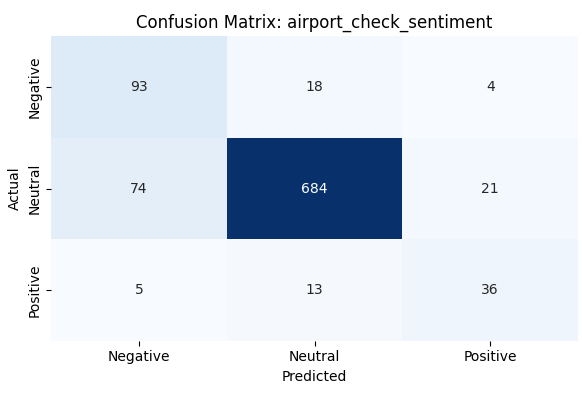 Confusion Matrix: airport_check_sentiment
Actual
Negative 93 18 4
Neutral 74 684 21
Positive 5 13 36
Negative Neutral Positive
Predicted